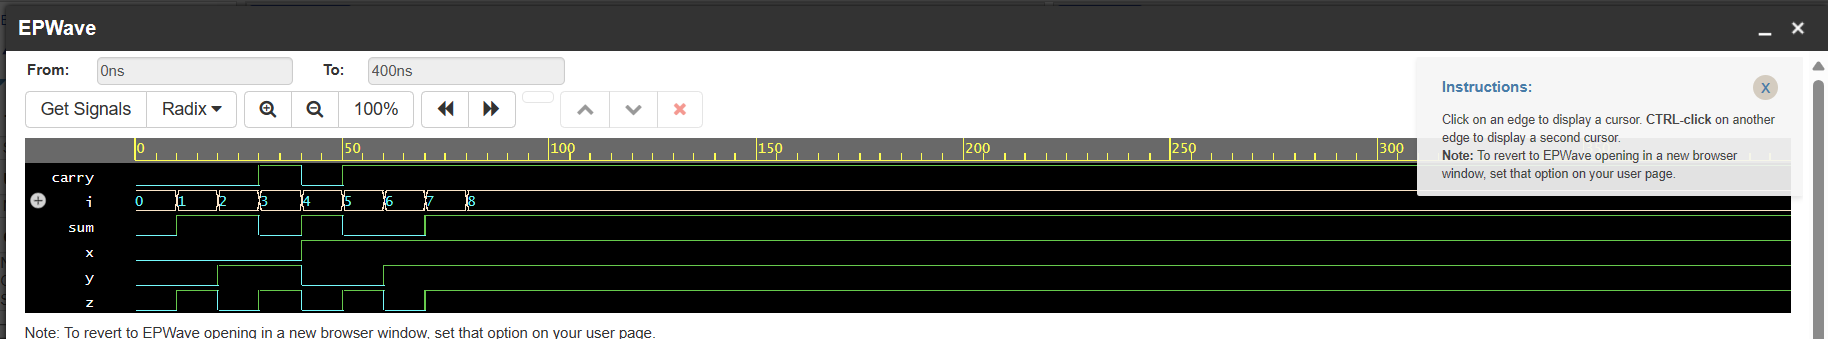 EPWave
From: 0ns To: 400ns
Get Signals Radix 100%
Instructions: X
Click on an edge to display a cursor. CTRL-click on another
edge to display a second cursor.
Note: To revert to EPWave opening in a new browser
window, set that option on your user page.
0 50 100 150 200 250 300
carry
i 0 1 2 3 4 5 6 7 8
sum
x
y
z
Note: To revert to EPWave opening in a new browser window, set that option on your user page.